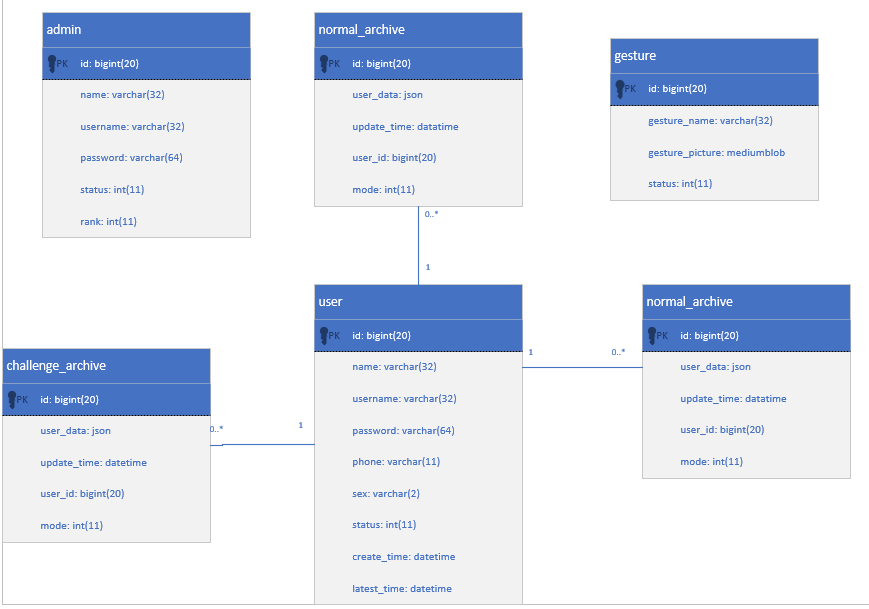 admin
PK id: bigint(20)
name: varchar(32)
username: varchar(32)
password: varchar(64)
status: int(11)
rank: int(11)
normal_archive
PK id: bigint(20)
user_data: json
update_time: datatime
user_id: bigint(20)
mode: int(11)
gesture
PK id: bigint(20)
gesture_name: varchar(32)
gesture_picture: mediumblob
status: int(11)
0..*
1
user
PK id: bigint(20)
name: varchar(32)
username: varchar(32)
password: varchar(64)
phone: varchar(11)
sex: varchar(2)
status: int(11)
create_time: datetime
latest_time: datetime
1
0..*
normal_archive
PK id: bigint(20)
user_data: json
update_time: datatime
user_id: bigint(20)
mode: int(11)
challenge_archive
PK id: bigint(20)
user_data: json
update_time: datetime
user_id: bigint(20)
mode: int(11)
0..*
1